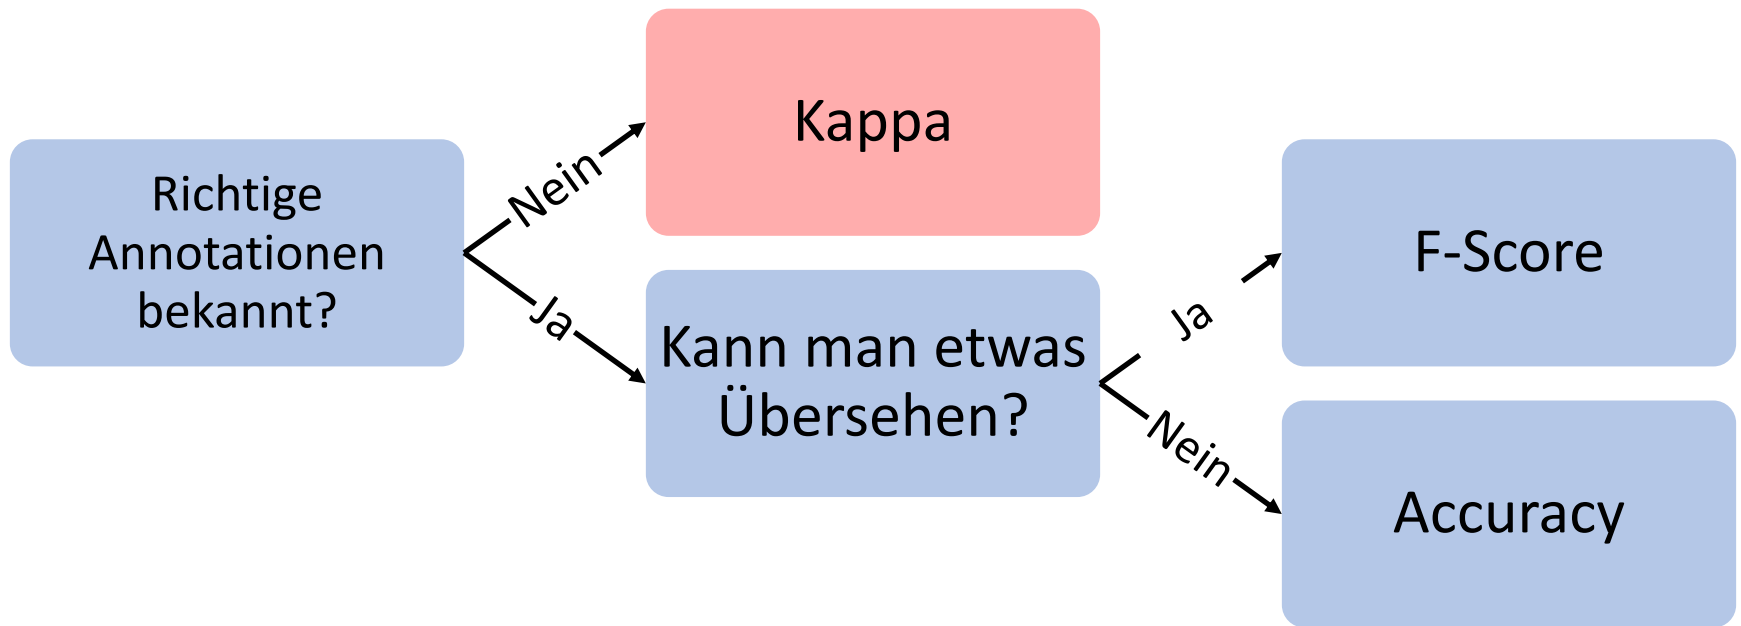 Richtige
Annotationen
bekannt?
Nein
Ja
Kappa
Kann man etwas
Übersehen?
Ja
Nein
F-Score
Accuracy